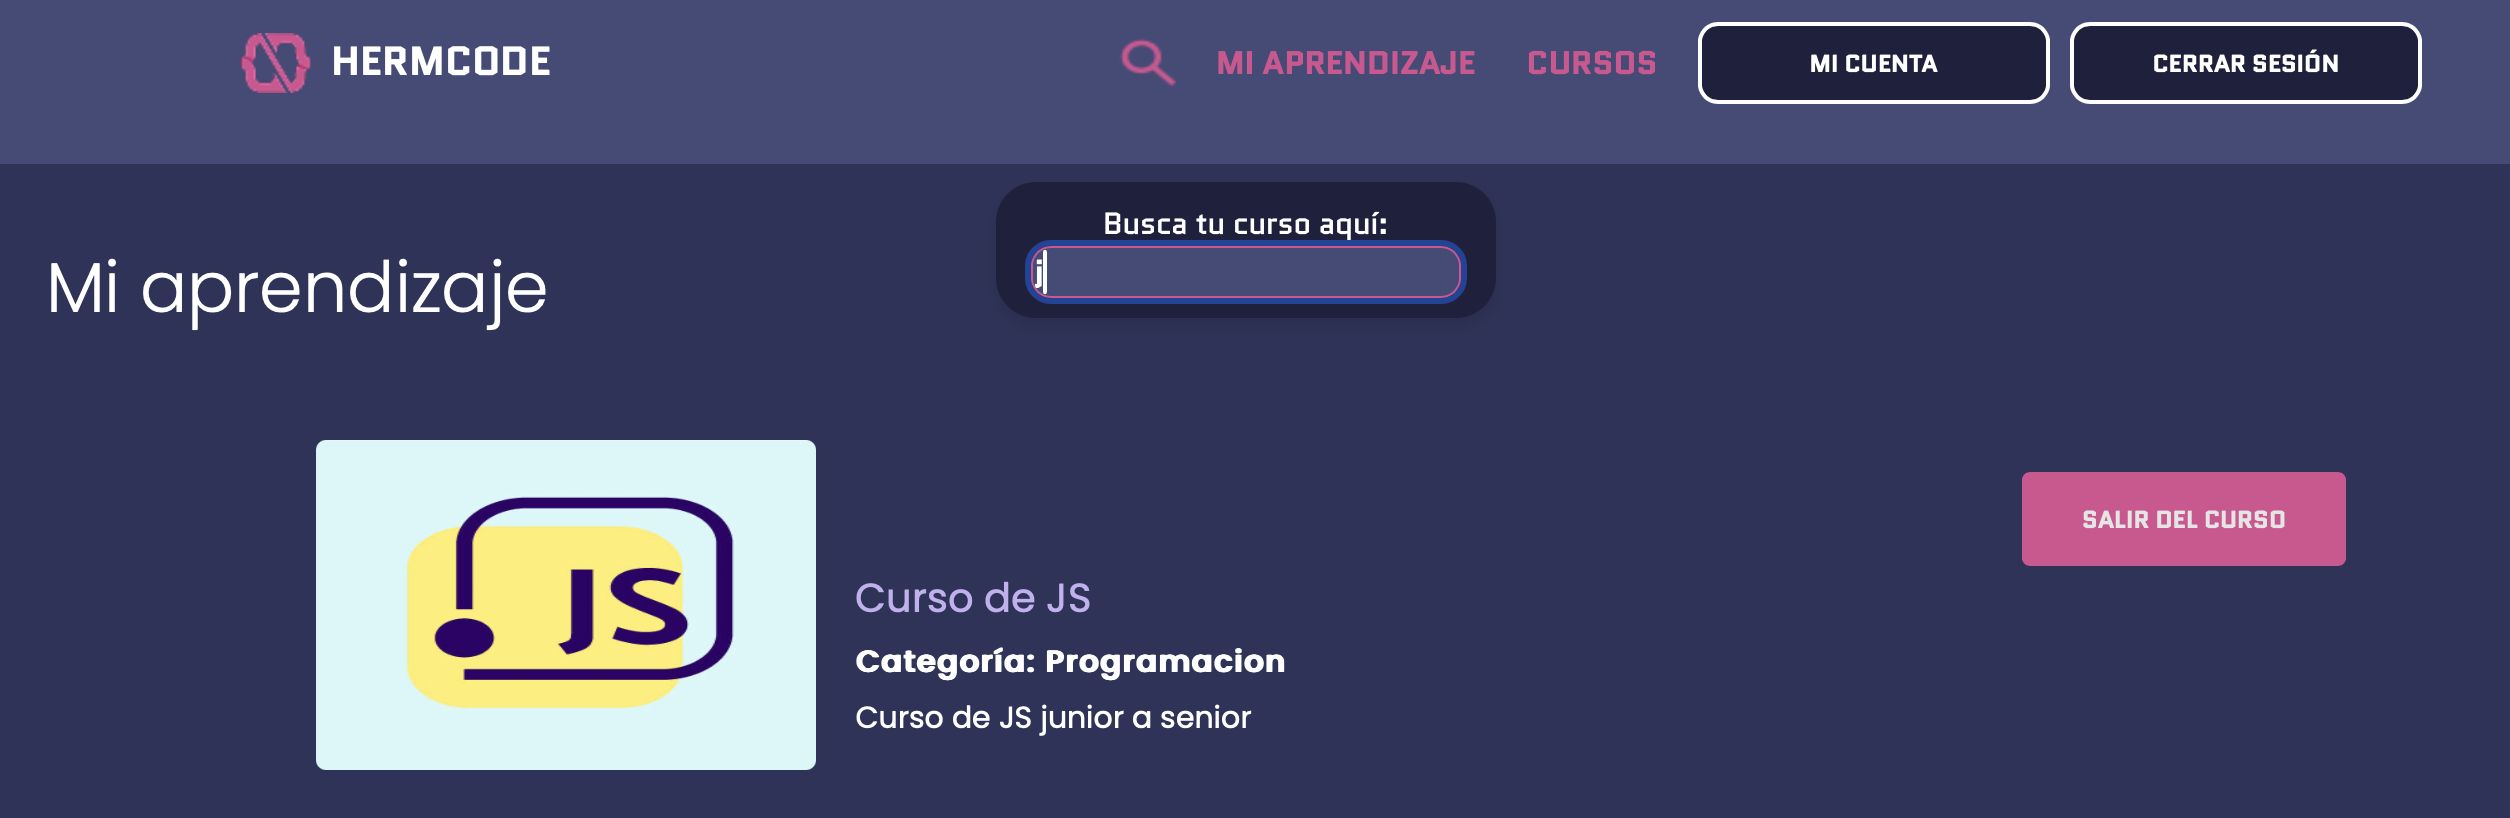 HERMCODE
MI APRENDIZAJE
CURSOS
MI CUENTA
CERRAR SESIÓN
Busca tu curso aquí:
j
Mi aprendizaje
JS
SALIR DEL CURSO
Curso de JS
Categoría: Programacion
Curso de JS junior a senior